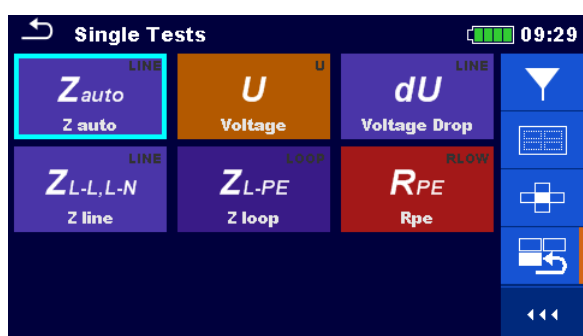 Single Tests
09:29
LINE
Zauto
Z auto
U
U
Voltage
LINE
dU
Voltage Drop
LINE
ZL-L,L-N
Z line
LOOP
ZL-PE
Z loop
RLOW
RPE
Rpe